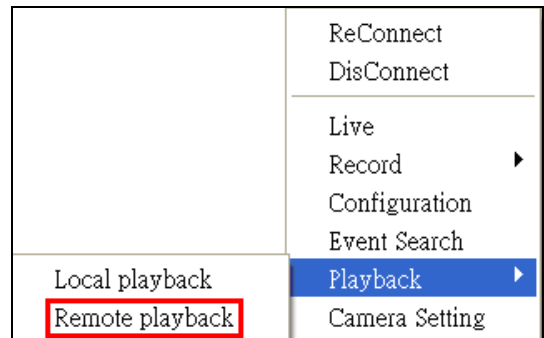 ReConnect
DisConnect
Live
Record
Configuration
Event Search
Playback
Camera Setting
Local playback
Remote playback